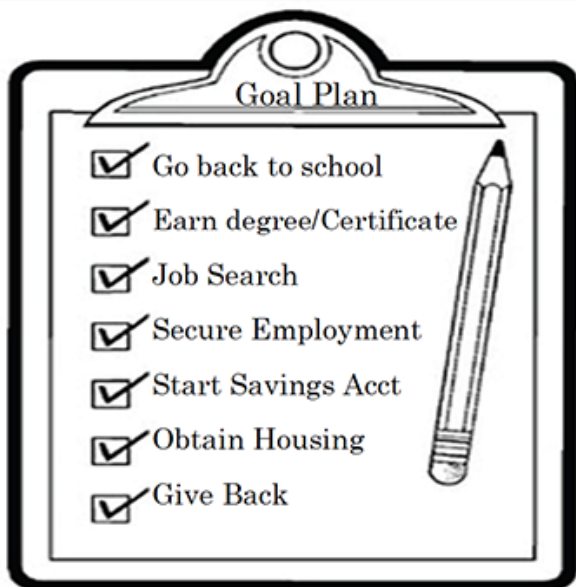 Goal Plan
Go back to school
Earn degree/Certificate
Job Search
Secure Employment
Start Savings Acct
Obtain Housing
Give Back